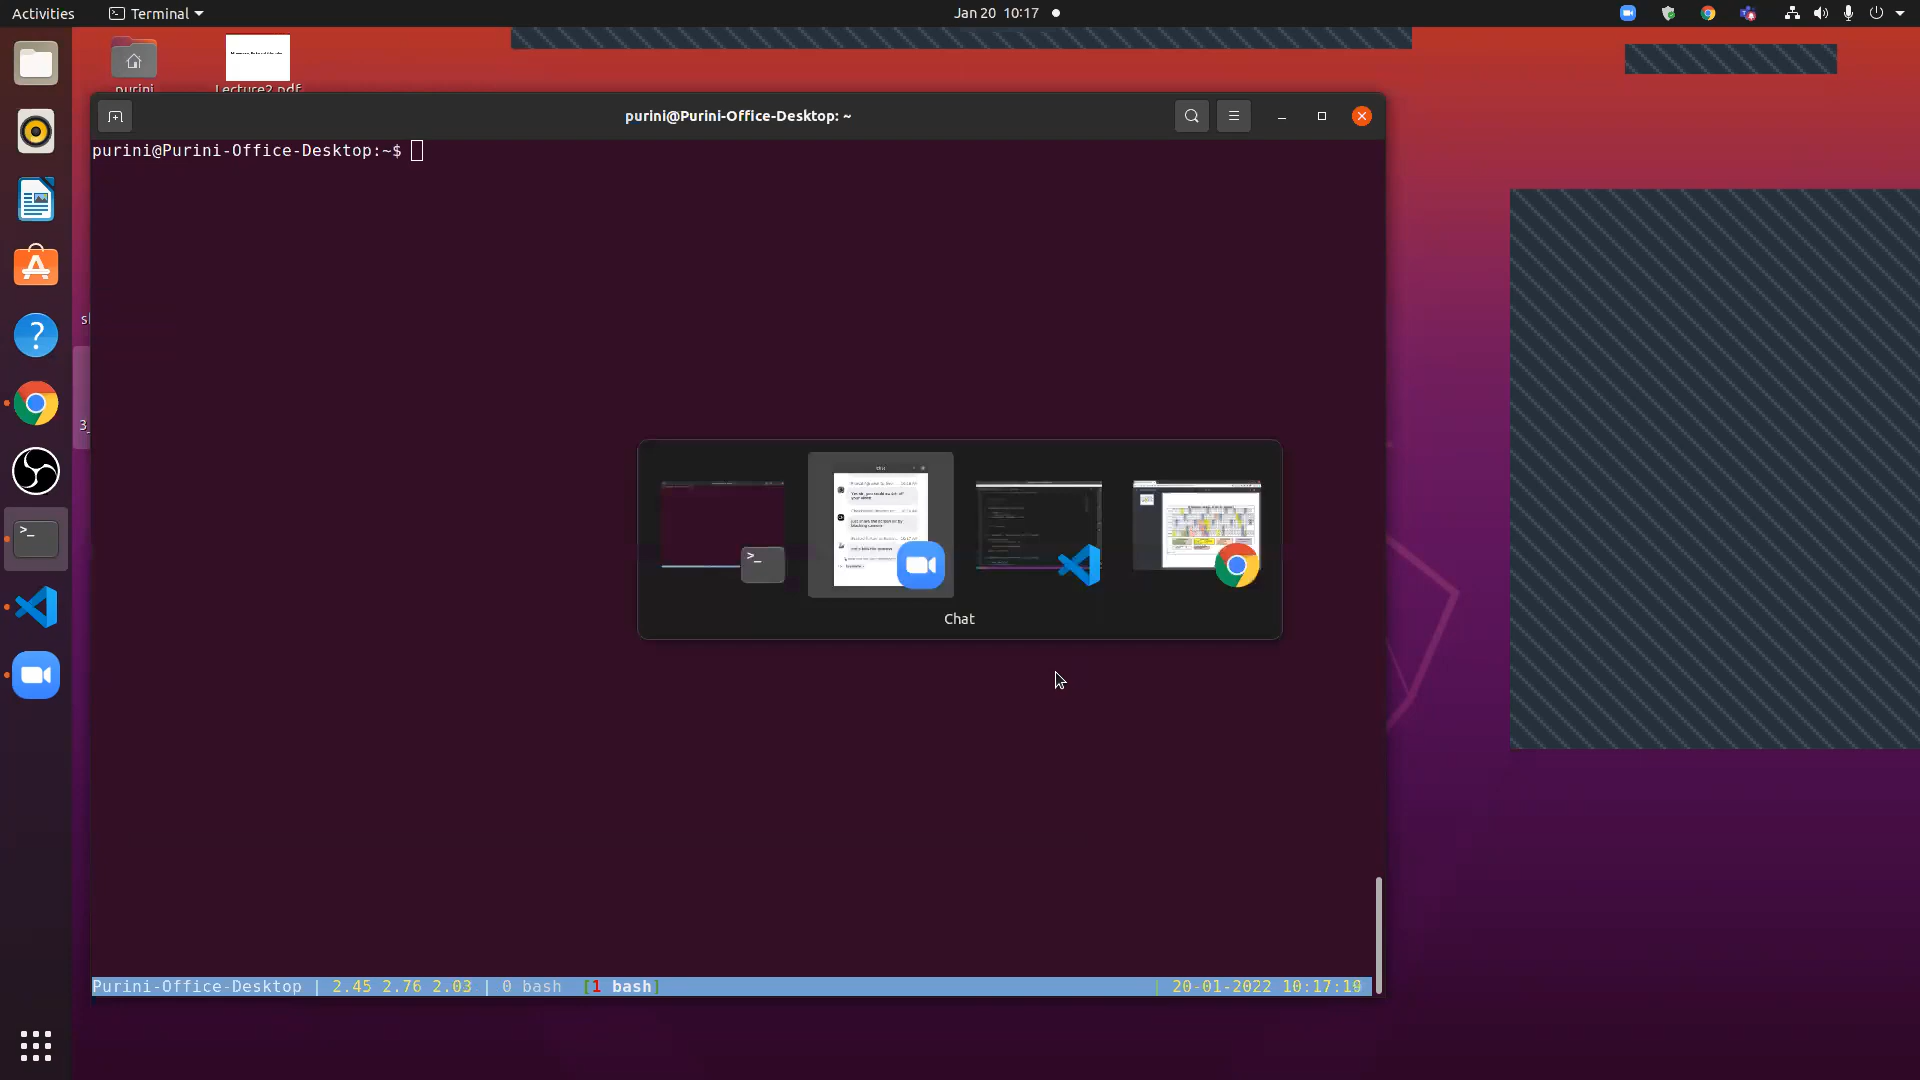 Activities
Terminal
Jan 20 10:17
purini
Lecture2.pdf
purini@Purini-Office-Desktop: ~
purini@Purini-Office-Desktop:~$
Chat
Purini-Office-Desktop | 2.45 2.76 2.03 | 0 bash [1 bash]
| 20-01-2022 10:17:19